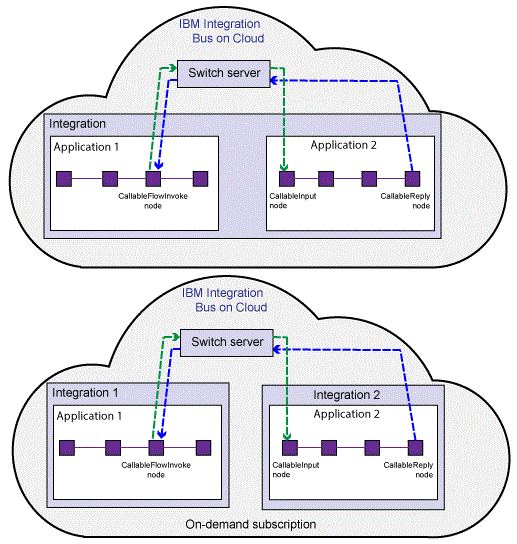 IBM Integration
Bus on Cloud
Switch server
Integration
Application 1
Application 2
CallableFlowInvoke
node
CallableInput
node
CallableReply
node
IBM Integration
Bus on Cloud
Switch server
Integration 1
Integration 2
Application 1
Application 2
CallableFlowInvoke
node
CallableInput
node
CallableReply
node
On-demand subscription